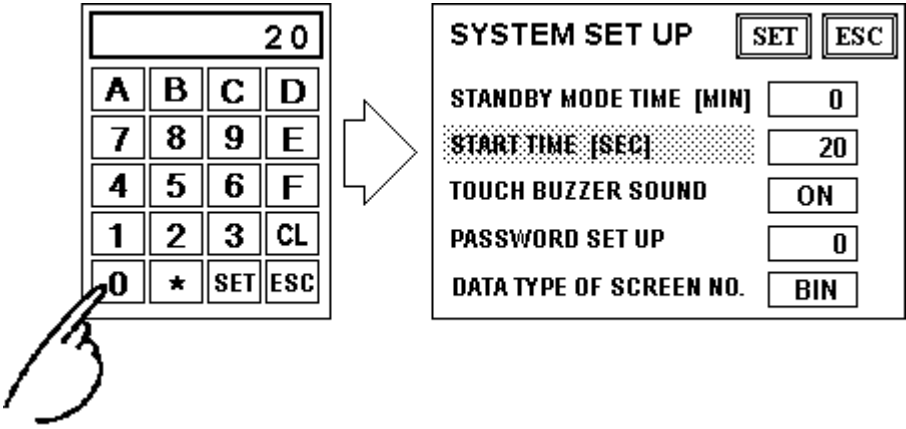 20
A B C D
7 8 9 E
4 5 6 F
1 2 3 CL
0 * SET ESC
SYSTEM SET UP SET ESC
STANDBY MODE TIME [MIN] 0
START TIME [SEC] 20
TOUCH BUZZER SOUND ON
PASSWORD SET UP 0
DATA TYPE OF SCREEN NO. BIN